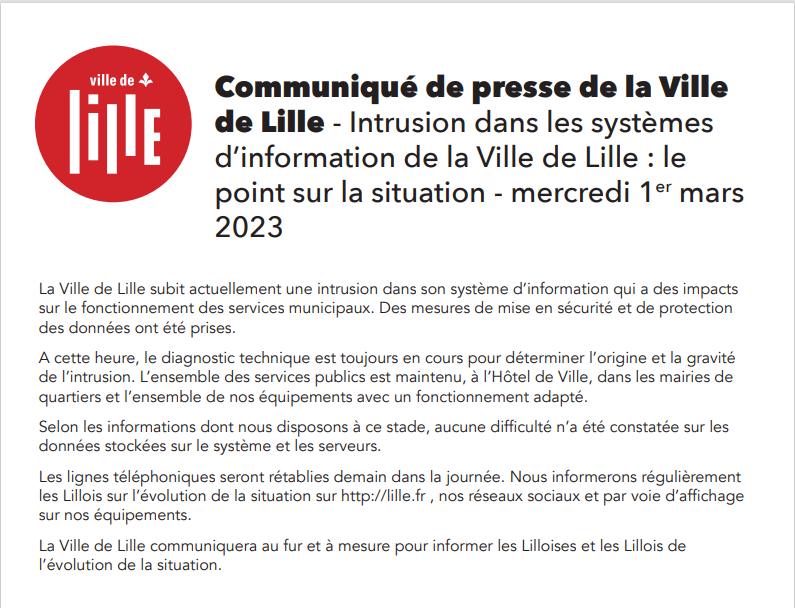 ville de
lille
Communiqué de presse de la Ville
de Lille - Intrusion dans les systèmes
d’information de la Ville de Lille : le
point sur la situation - mercredi 1er mars
2023
La Ville de Lille subit actuellement une intrusion dans son système d’information qui a des impacts
sur le fonctionnement des services municipaux. Des mesures de mise en sécurité et de protection
des données ont été prises.
A cette heure, le diagnostic technique est toujours en cours pour déterminer l’origine et la gravité
de l’intrusion. L’ensemble des services publics est maintenu, à l’Hôtel de Ville, dans les mairies de
quartiers et l’ensemble de nos équipements avec un fonctionnement adapté.
Selon les informations dont nous disposons à ce stade, aucune difficulté n’a été constatée sur les
données stockées sur le système et les serveurs.
Les lignes téléphoniques seront rétablies demain dans la journée. Nous informerons régulièrement
les Lillois sur l’évolution de la situation sur http://lille.fr , nos réseaux sociaux et par voie d’affichage
sur nos équipements.
La Ville de Lille communiquera au fur et à mesure pour informer les Lilloises et les Lillois de
l’évolution de la situation.